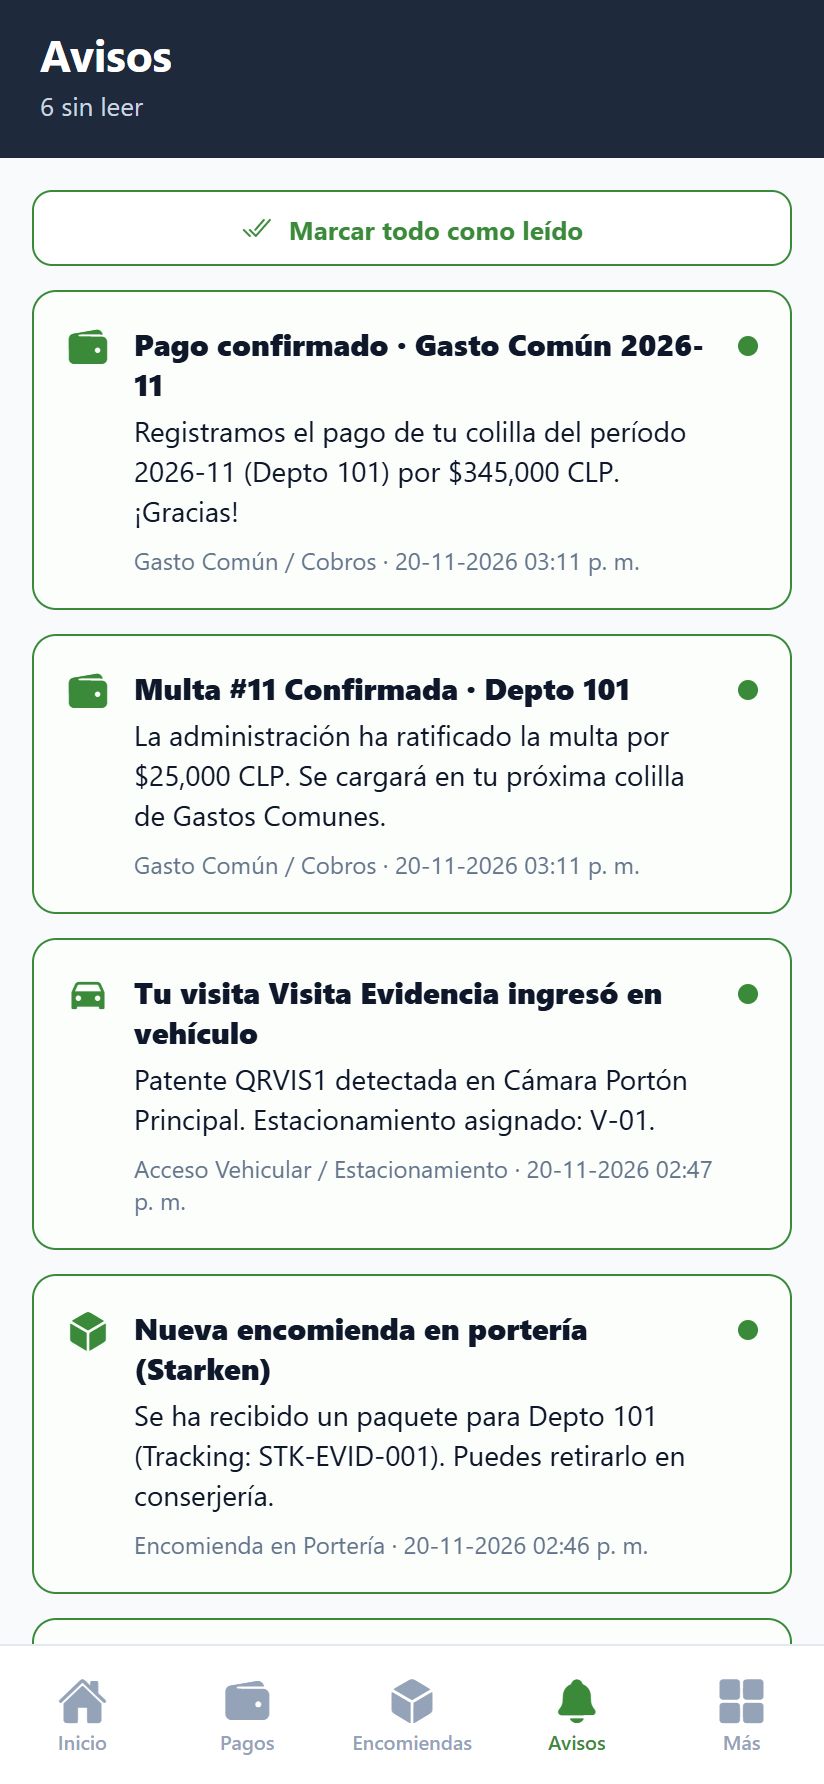 Avisos
6 sin leer
Marcar todo como leído
Pago confirmado · Gasto Común 2026-
11
Registramos el pago de tu colilla del período
2026-11 (Depto 101) por $345,000 CLP.
¡Gracias!
Gasto Común / Cobros · 20-11-2026 03:11 p. m.
Multa #11 Confirmada · Depto 101
La administración ha ratificado la multa por
$25,000 CLP. Se cargará en tu próxima colilla
de Gastos Comunes.
Gasto Común / Cobros · 20-11-2026 03:11 p. m.
Tu visita Visita Evidencia ingresó en
vehículo
Patente QRVIS1 detectada en Cámara Portón
Principal. Estacionamiento asignado: V-01.
Acceso Vehicular / Estacionamiento · 20-11-2026 02:47
p. m.
Nueva encomienda en portería
(Starken)
Se ha recibido un paquete para Depto 101
(Tracking: STK-EVID-001). Puedes retirarlo en
conserjería.
Encomienda en Portería · 20-11-2026 02:46 p. m.
Inicio
Pagos
Encomiendas
Avisos
Más